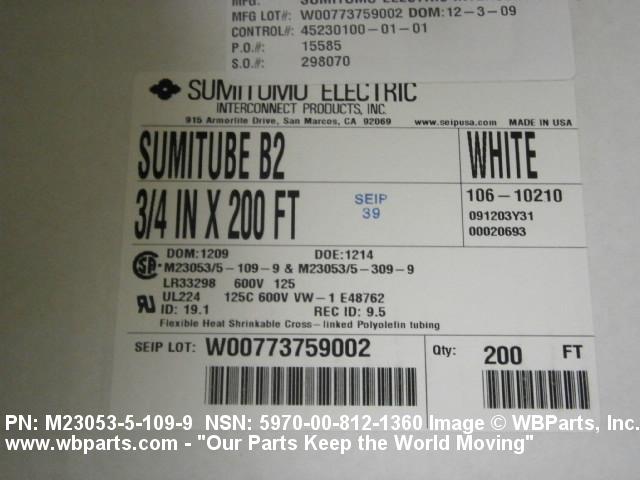 MFG: SUMITOMO ELECTRIC
MFG LOT#: W00773759002 DOM: 12-3-09
CONTROL#: 45230100-01-01
P.O.#: 15585
S.O.#: 298070
SUMITOMO ELECTRIC
INTERCONNECT PRODUCTS, INC.
915 Armorlite Drive, San Marcos, CA 92069 www.seipusa.com MADE IN USA
SUMITUBE B2 WHITE
3/4 IN X 200 FT SEIP 39 106-10210
091203Y31
00020693
DOM:1209 DOE:1214
M23053/5-109-9 & M23053/5-309-9
LR33298 600V 125
UL224 125C 600V VW-1 E48762
ID: 19.1 REC ID: 9.5
Flexible Heat Shrinkable Cross-linked Polyolefin tubing
SEIP LOT: W00773759002 Qty: 200 FT
PN: M23053-5-109-9 NSN: 5970-00-812-1360 Image © WBParts, Inc.
www.wbparts.com - "Our Parts Keep the World Moving"